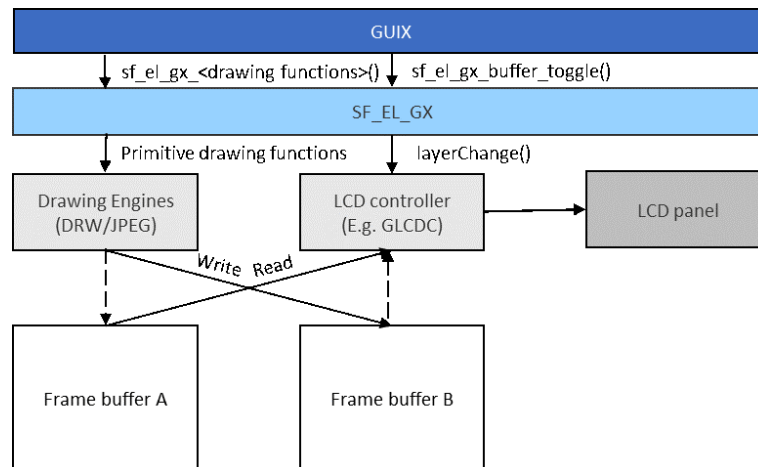 GUIX
sf_el_gx_<drawing functions>() sf_el_gx_buffer_toggle()
SF_EL_GX
Primitive drawing functions layerChange()
Drawing Engines
(DRW/JPEG)
LCD controller
(E.g. GLCDC)
LCD panel
Write Read
Frame buffer A
Frame buffer B